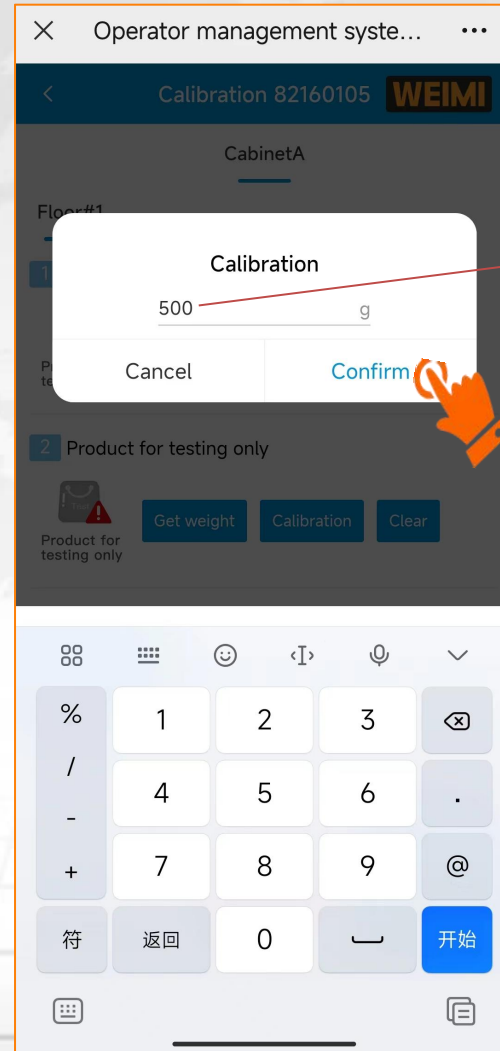 Operator management syste...
Calibration 82160105 WEIMI
CabinetA
Floor#1
1
Calibration
500 g
Cancel Confirm
2 Product for testing only
Get weight Calibration Clear
Product for
testing only
% 1 2 3
/
4 5 6 .
-
+ 7 8 9 @
符 返回 0 开始